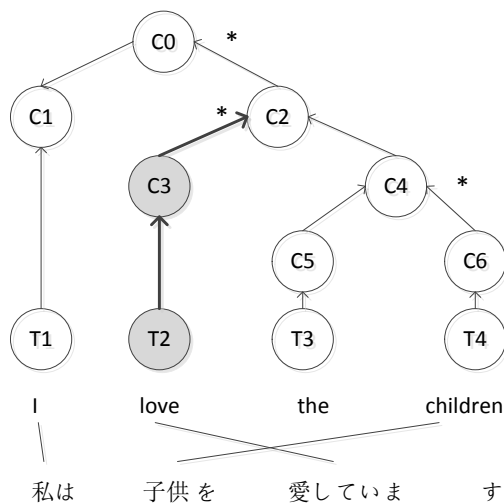 C0 *
C1 * C2
C3 C4 *
C5 C6
T1 T2 T3 T4
I love the children
私は 子供 を 愛していま す